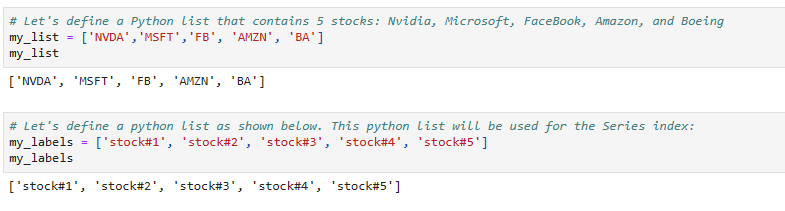 # Let's define a Python list that contains 5 stocks: Nvidia, Microsoft, FaceBook, Amazon, and Boeing
my_list = ['NVDA','MSFT','FB', 'AMZN', 'BA']
my_list
['NVDA', 'MSFT', 'FB', 'AMZN', 'BA']
# Let's define a python list as shown below. This python list will be used for the Series index:
my_labels = ['stock#1', 'stock#2', 'stock#3', 'stock#4', 'stock#5']
my_labels
['stock#1', 'stock#2', 'stock#3', 'stock#4', 'stock#5']